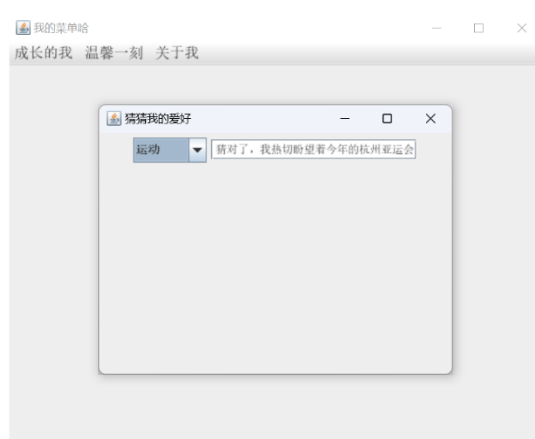 我的菜单哈
成长的我 温馨一刻 关于我
猜猜我的爱好
运动 猜对了，我热切盼望着今年的杭州亚运会